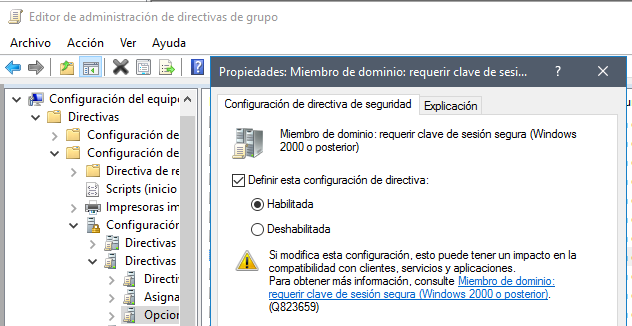 Editor de administración de directivas de grupo
Archivo Acción Ver Ayuda
Propiedades: Miembro de dominio: requerir clave de sesi... ? ×
Configuración del equipo
Directivas
Configuración de
Configuración de
Directiva de re
Scripts (inicio
Impresoras im
Configuración
Directivas
Directivas
Directiv
Asigna
Opcion
Configuración de directiva de seguridad Explicación
Miembro de dominio: requerir clave de sesión segura (Windows
2000 o posterior)
Definir esta configuración de directiva:
Habilitada
Deshabilitada
Si modifica esta configuración, esto puede tener un impacto en la
compatibilidad con clientes, servicios y aplicaciones.
Para obtener más información, consulte Miembro de dominio:
requerir clave de sesión segura (Windows 2000 o posterior).
(Q823659)